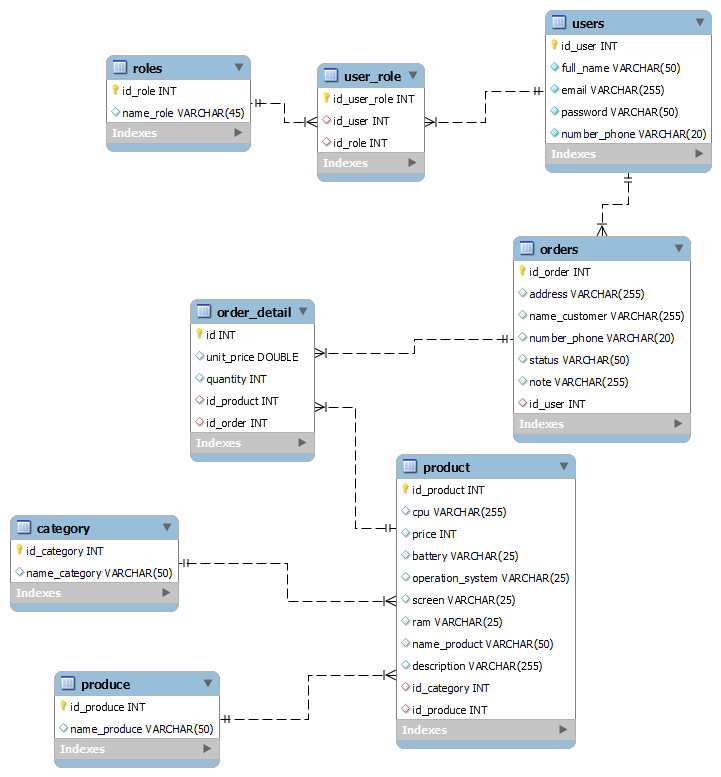 roles
id_role INT
name_role VARCHAR(45)
Indexes
user_role
id_user_role INT
id_user INT
id_role INT
Indexes
users
id_user INT
full_name VARCHAR(50)
email VARCHAR(255)
password VARCHAR(50)
number_phone VARCHAR(20)
Indexes
orders
id_order INT
address VARCHAR(255)
name_customer VARCHAR(255)
number_phone VARCHAR(20)
status VARCHAR(50)
note VARCHAR(255)
id_user INT
Indexes
order_detail
id INT
unit_price DOUBLE
quantity INT
id_product INT
id_order INT
Indexes
product
id_product INT
cpu VARCHAR(255)
price INT
battery VARCHAR(25)
operation_system VARCHAR(25)
screen VARCHAR(25)
ram VARCHAR(25)
name_product VARCHAR(50)
description VARCHAR(255)
id_category INT
id_produce INT
Indexes
category
id_category INT
name_category VARCHAR(50)
Indexes
produce
id_produce INT
name_produce VARCHAR(50)
Indexes